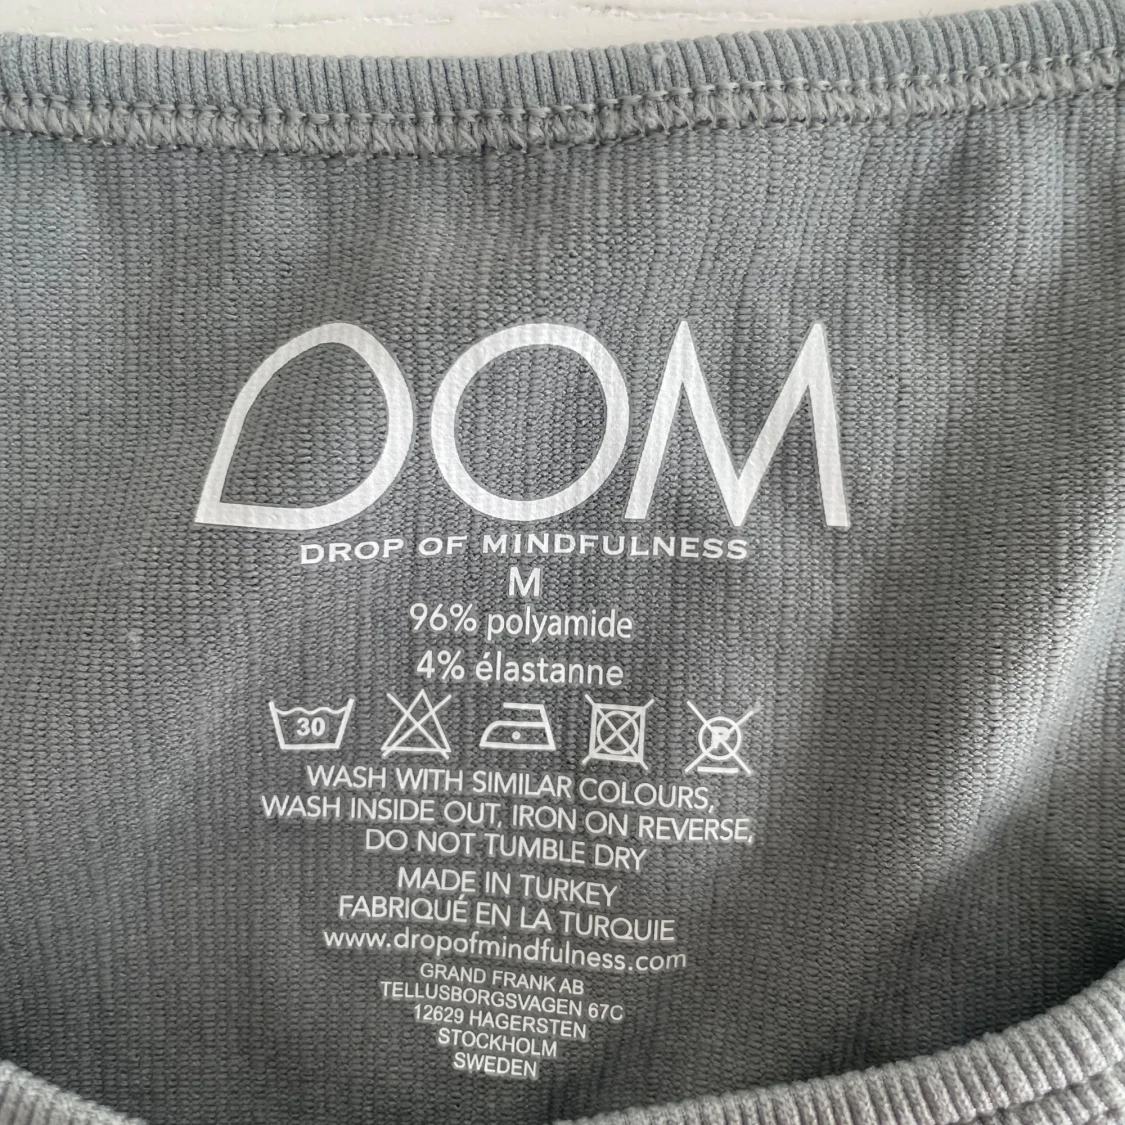 DOM
DROP OF MINDFULNESS
M
96% polyamide
4% élastanne
30
R
WASH WITH SIMILAR COLOURS,
WASH INSIDE OUT, IRON ON REVERSE,
DO NOT TUMBLE DRY
MADE IN TURKEY
FABRIQUÉ EN LA TURQUIE
www.dropofmindfulness.com
GRAND FRANK AB
TELLUSBORGSVAGEN 67C
12629 HAGERSTEN
STOCKHOLM
SWEDEN